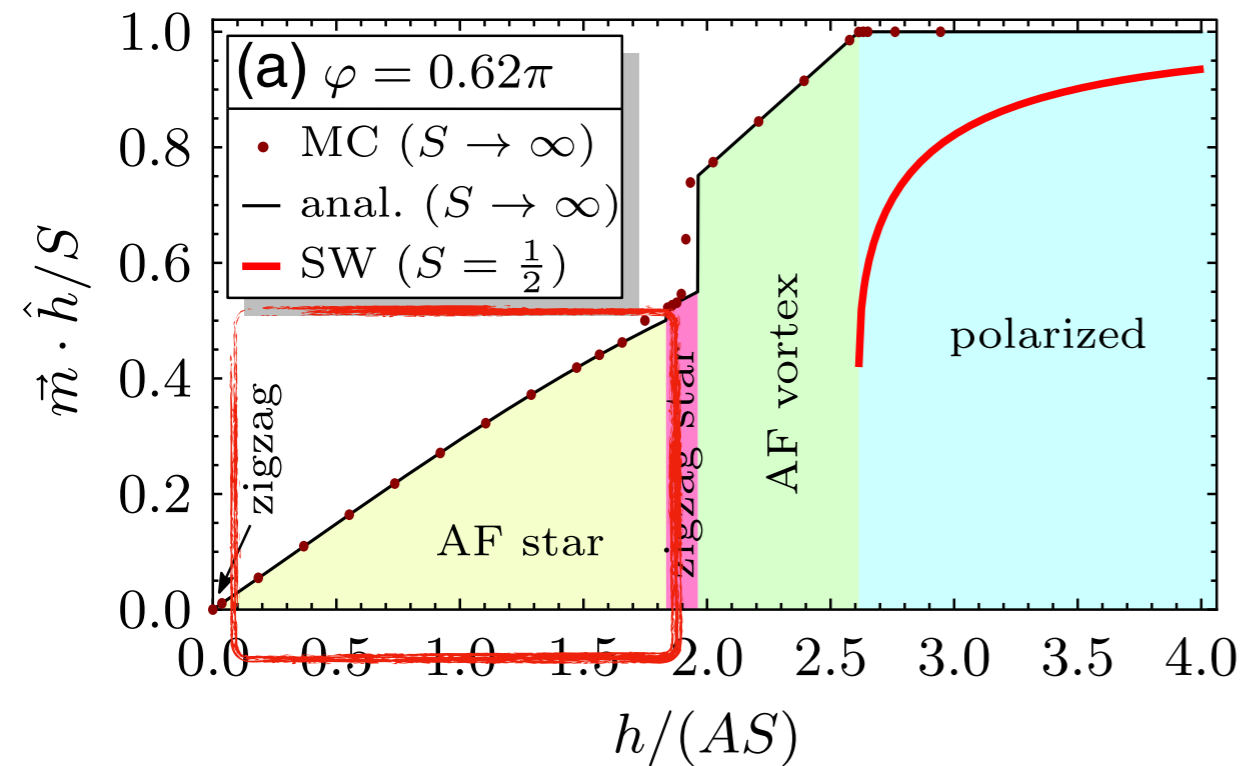 (a) φ = 0.62π
MC (S → ∞)
anal. (S → ∞)
SW (S = 1/2)
1.0
0.8
0.6
0.4
0.2
0.0
m⃗ · ĥ/S
zigzag
AF star
zigzag star
AF vortex
polarized
0.0 0.5 1.0 1.5 2.0 2.5 3.0 3.5 4.0
h/(AS)